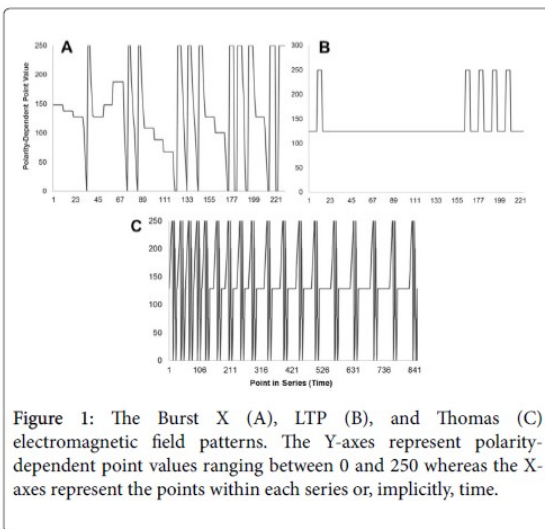 A
B
Polarity-Dependent Point Value
250
200
150
100
50
0
1 23 45 67 89 111 133 155 177 199 221
300
250
200
150
100
50
0
1 23 45 67 89 111 133 155 177 199 221
C
250
200
150
100
50
0
1 106 211 316 421 526 631 736 841
Point in Series (Time)
Figure 1: The Burst X (A), LTP (B), and Thomas (C)
electromagnetic field patterns. The Y-axes represent polarity-
dependent point values ranging between 0 and 250 whereas the X-
axes represent the points within each series or, implicitly, time.